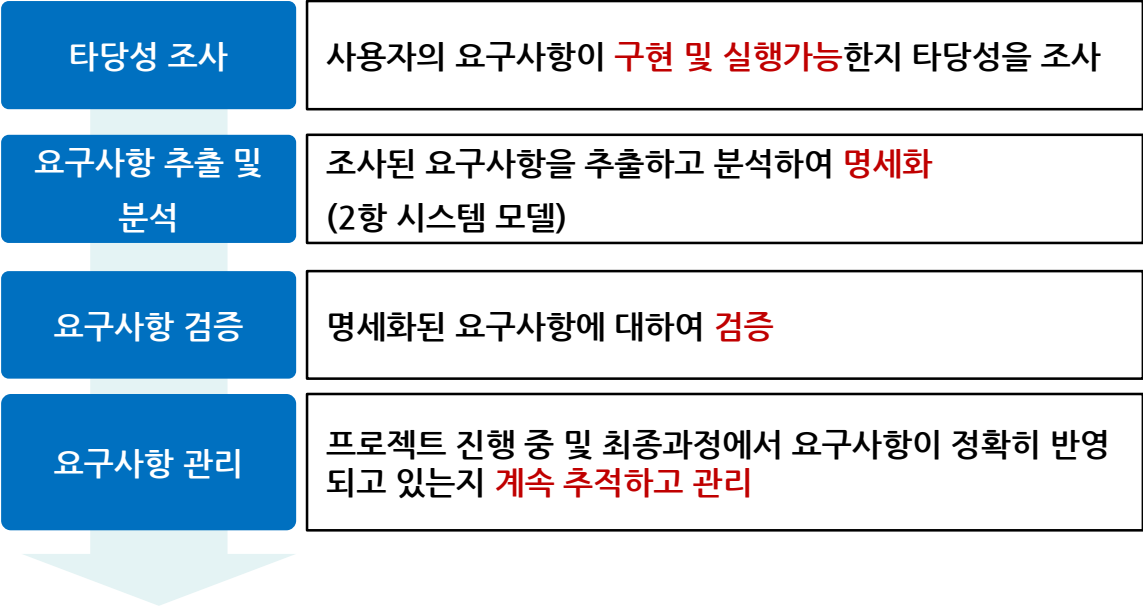 타당성 조사
사용자의 요구사항이 구현 및 실행가능한지 타당성을 조사
요구사항 추출 및
분석
조사된 요구사항을 추출하고 분석하여 명세화
(2항 시스템 모델)
요구사항 검증
명세화된 요구사항에 대하여 검증
요구사항 관리
프로젝트 진행 중 및 최종과정에서 요구사항이 정확히 반영
되고 있는지 계속 추적하고 관리